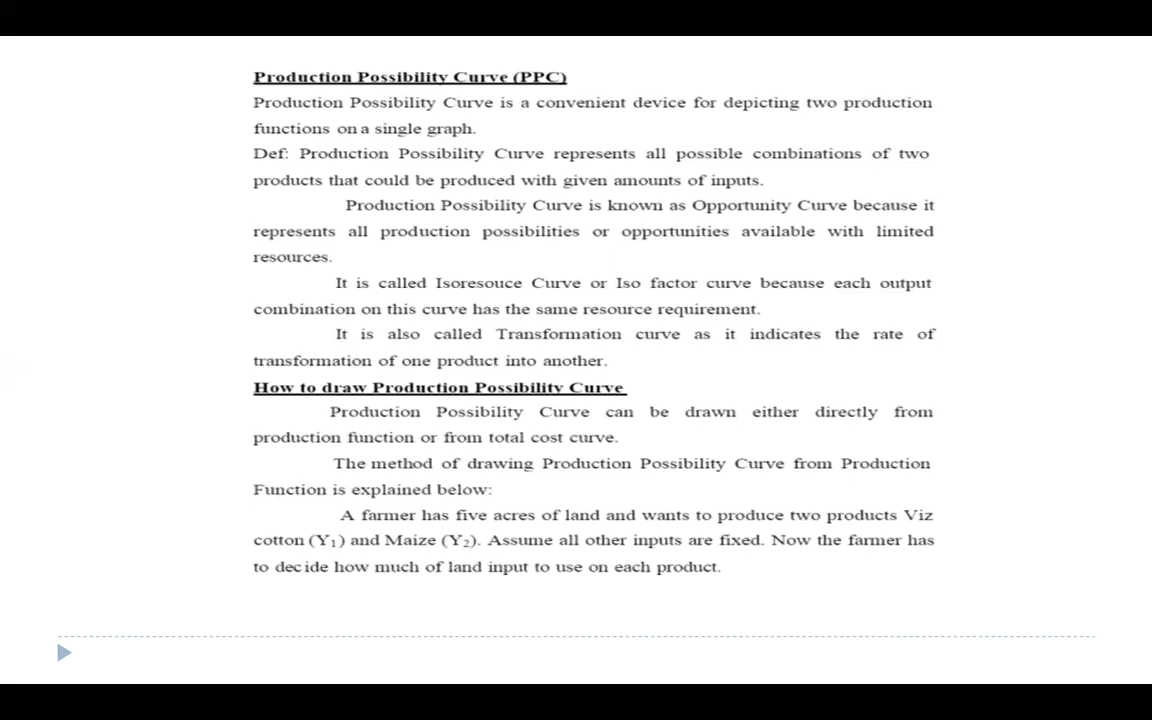 Production Possibility Curve (PPC)
Production Possibility Curve is a convenient device for depicting two production
functions on a single graph.
Def: Production Possibility Curve represents all possible combinations of two
products that could be produced with given amounts of inputs.
Production Possibility Curve is known as Opportunity Curve because it
represents all production possibilities or opportunities available with limited
resources.
It is called Isoresouce Curve or Iso factor curve because each output
combination on this curve has the same resource requirement.
It is also called Transformation curve as it indicates the rate of
transformation of one product into another.
How to draw Production Possibility Curve
Production Possibility Curve can be drawn either directly from
production function or from total cost curve.
The method of drawing Production Possibility Curve from Production
Function is explained below:
A farmer has five acres of land and wants to produce two products Viz
cotton (Y₁) and Maize (Y₂). Assume all other inputs are fixed. Now the farmer has
to decide how much of land input to use on each product.